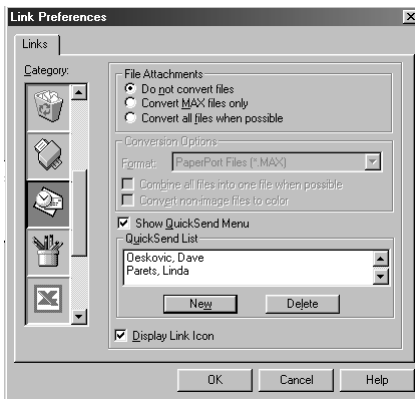 Link Preferences
Links
Category:
File Attachments
Do not convert files
Convert MAX files only
Convert all files when possible
Conversion Options
Format: PaperPort Files (*.MAX)
Combine all files into one file when possible
Convert non-image files to color
Show QuickSend Menu
QuickSend List
Oeskovic, Dave
Parets, Linda
New Delete
Display Link Icon
OK Cancel Help